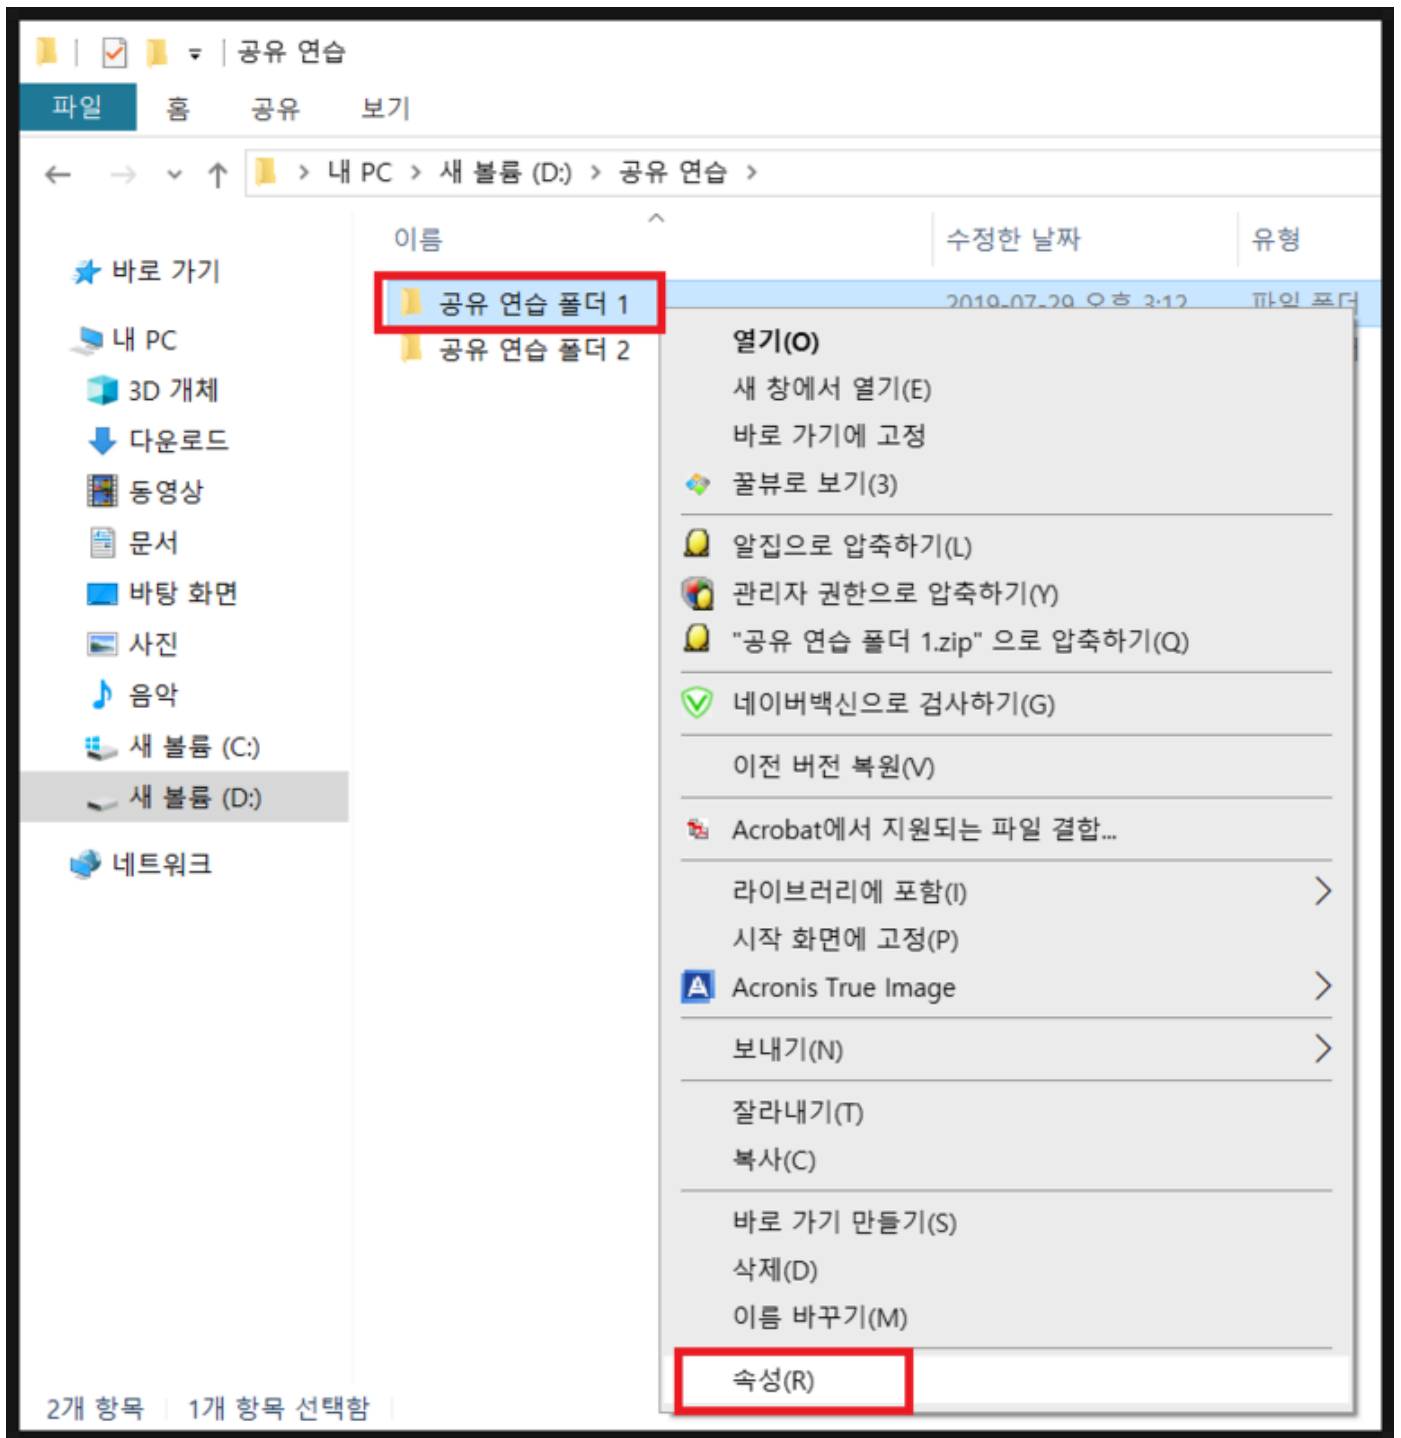 공유 연습
파일 홈 공유 보기
내 PC > 새 볼륨 (D:) > 공유 연습 >
이름 수정한 날짜 유형
바로 가기
내 PC
3D 개체
다운로드
동영상
문서
바탕 화면
사진
음악
새 볼륨 (C:)
새 볼륨 (D:)
네트워크
공유 연습 폴더 1 2019-07-29 오후 3:12 파일 폴더
공유 연습 폴더 2
열기(O)
새 창에서 열기(E)
바로 가기에 고정
꿀뷰로 보기(3)
알집으로 압축하기(L)
관리자 권한으로 압축하기(Y)
"공유 연습 폴더 1.zip" 으로 압축하기(Q)
네이버백신으로 검사하기(G)
이전 버전 복원(V)
Acrobat에서 지원되는 파일 결합...
라이브러리에 포함(I)
시작 화면에 고정(P)
Acronis True Image
보내기(N)
잘라내기(T)
복사(C)
바로 가기 만들기(S)
삭제(D)
이름 바꾸기(M)
속성(R)
2개 항목 1개 항목 선택함